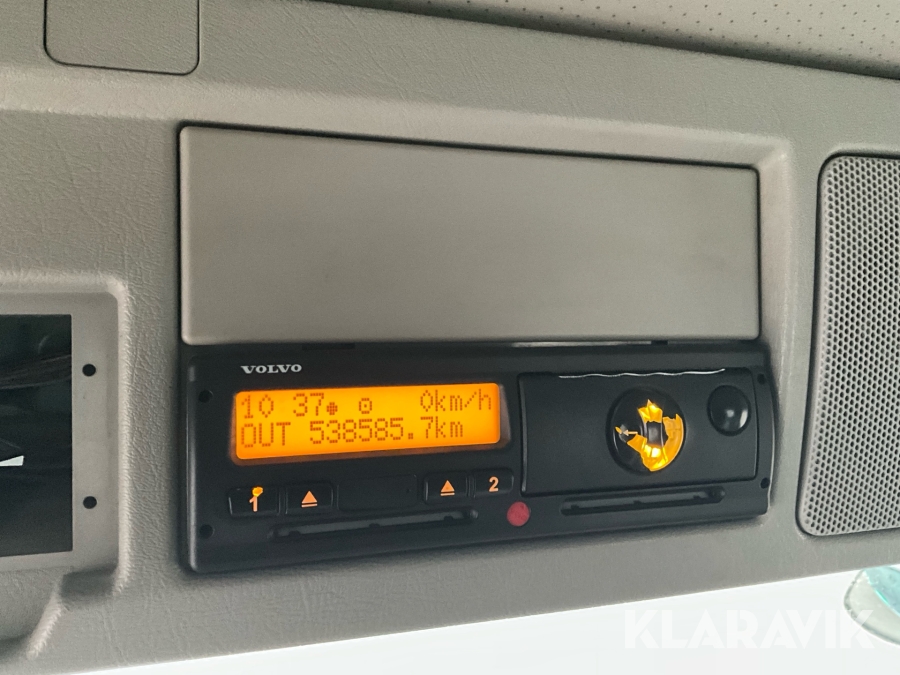 VOLVO
10 37 0km/h
OUT 538585.7km
1 2
KLARAVIK